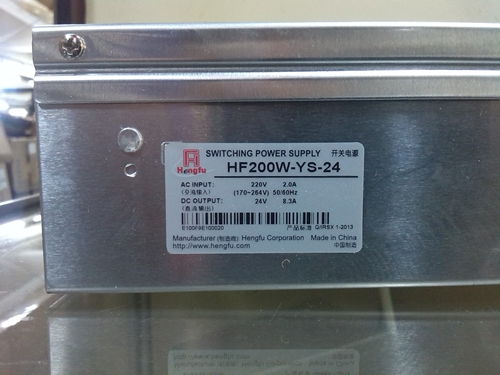 SWITCHING POWER SUPPLY 开关电源
Hengfu HF200W-YS-24
AC INPUT: 220V 2.0A
(交流输入) (170~264V) 50/60Hz
DC OUTPUT: 24V 8.3A
(直流输出)
E10069E100020 产品标准 Q/IRSX 1-2013
Manufacturer (制造商): Hengfu Corporation Made in China
http://www.hengfu.com 中国制造